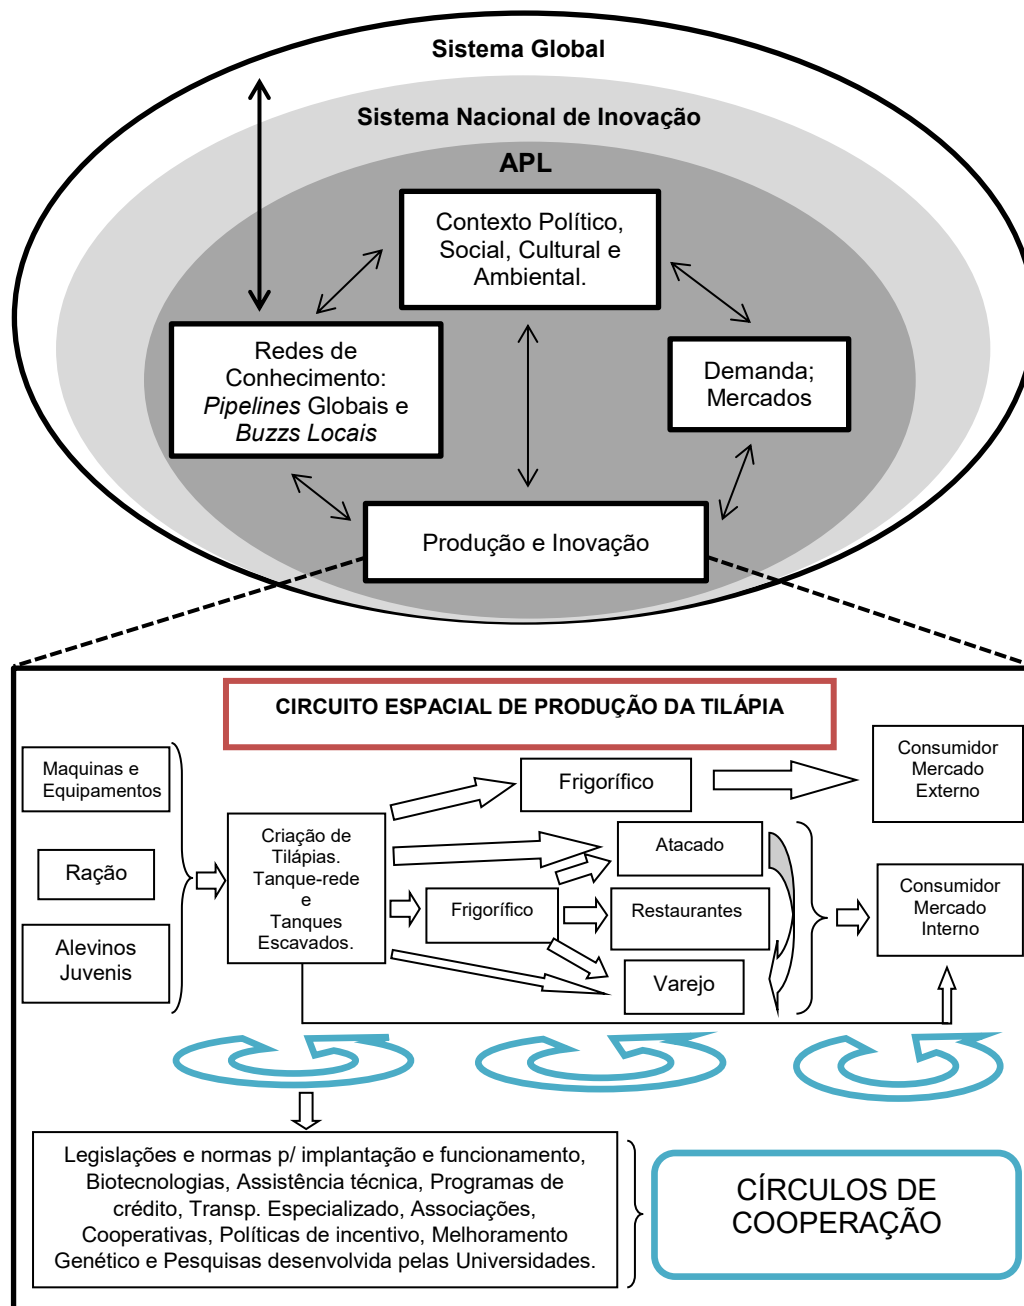 Sistema Global
Sistema Nacional de Inovação
APL
Contexto Político,
Social, Cultural e
Ambiental.
Redes de
Conhecimento:
Pipelines Globais e
Buzzs Locais
Demanda;
Mercados
Produção e Inovação
CIRCUITO ESPACIAL DE PRODUÇÃO DA TILÁPIA
Maquinas e
Equipamentos
Ração
Alevinos
Juvenis
Criação de
Tilápias.
Tanque-rede
e
Tanques
Escavados.
Frigorífico
Frigorífico
Atacado
Restaurantes
Varejo
Consumidor
Mercado
Externo
Consumidor
Mercado
Interno
Legislações e normas p/ implantação e funcionamento,
Biotecnologias, Assistência técnica, Programas de
crédito, Transp. Especializado, Associações,
Cooperativas, Políticas de incentivo, Melhoramento
Genético e Pesquisas desenvolvida pelas Universidades.
CÍRCULOS DE
COOPERAÇÃO